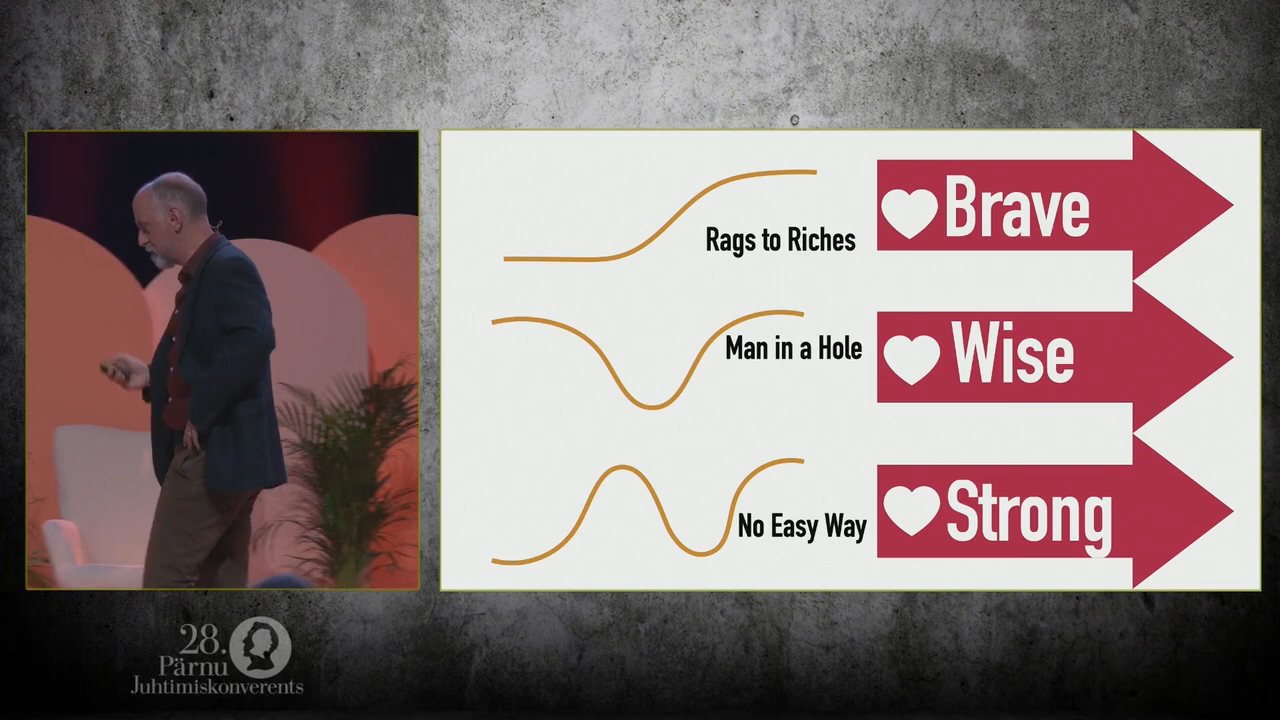 Rags to Riches
Brave
Man in a Hole
Wise
No Easy Way
Strong
28.
Pärnu
Juhtimiskonverents